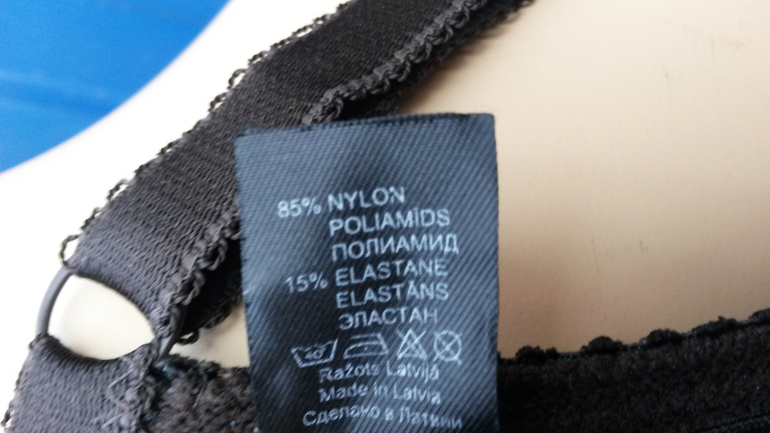 85% NYLON
POLIAMĪDS
ПОЛИАМИД
15% ELASTANE
ELASTĀNS
ЭЛАСТАН
Ražots Latvijā
Made in Latvia
Сделано в Латвии